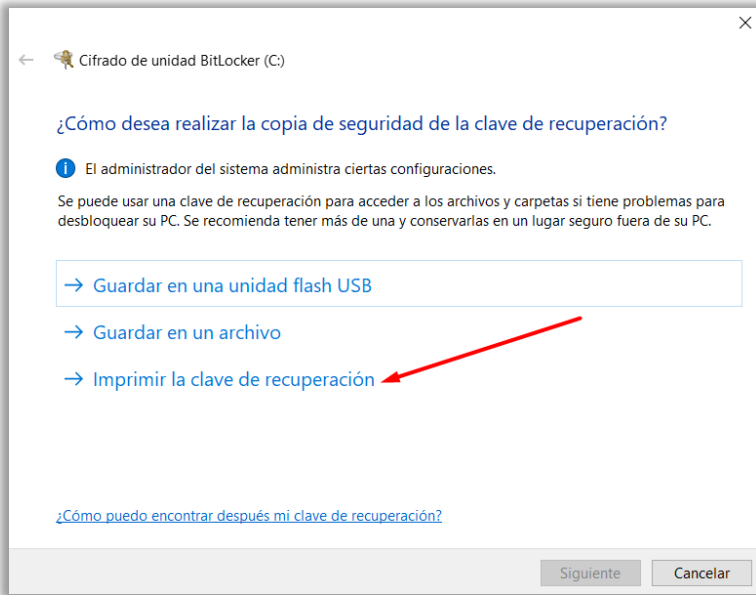 Cifrado de unidad BitLocker (C:)
¿Cómo desea realizar la copia de seguridad de la clave de recuperación?
El administrador del sistema administra ciertas configuraciones.
Se puede usar una clave de recuperación para acceder a los archivos y carpetas si tiene problemas para
desbloquear su PC. Se recomienda tener más de una y conservarlas en un lugar seguro fuera de su PC.
Guardar en una unidad flash USB
Guardar en un archivo
Imprimir la clave de recuperación
¿Cómo puedo encontrar después mi clave de recuperación?
Siguiente
Cancelar